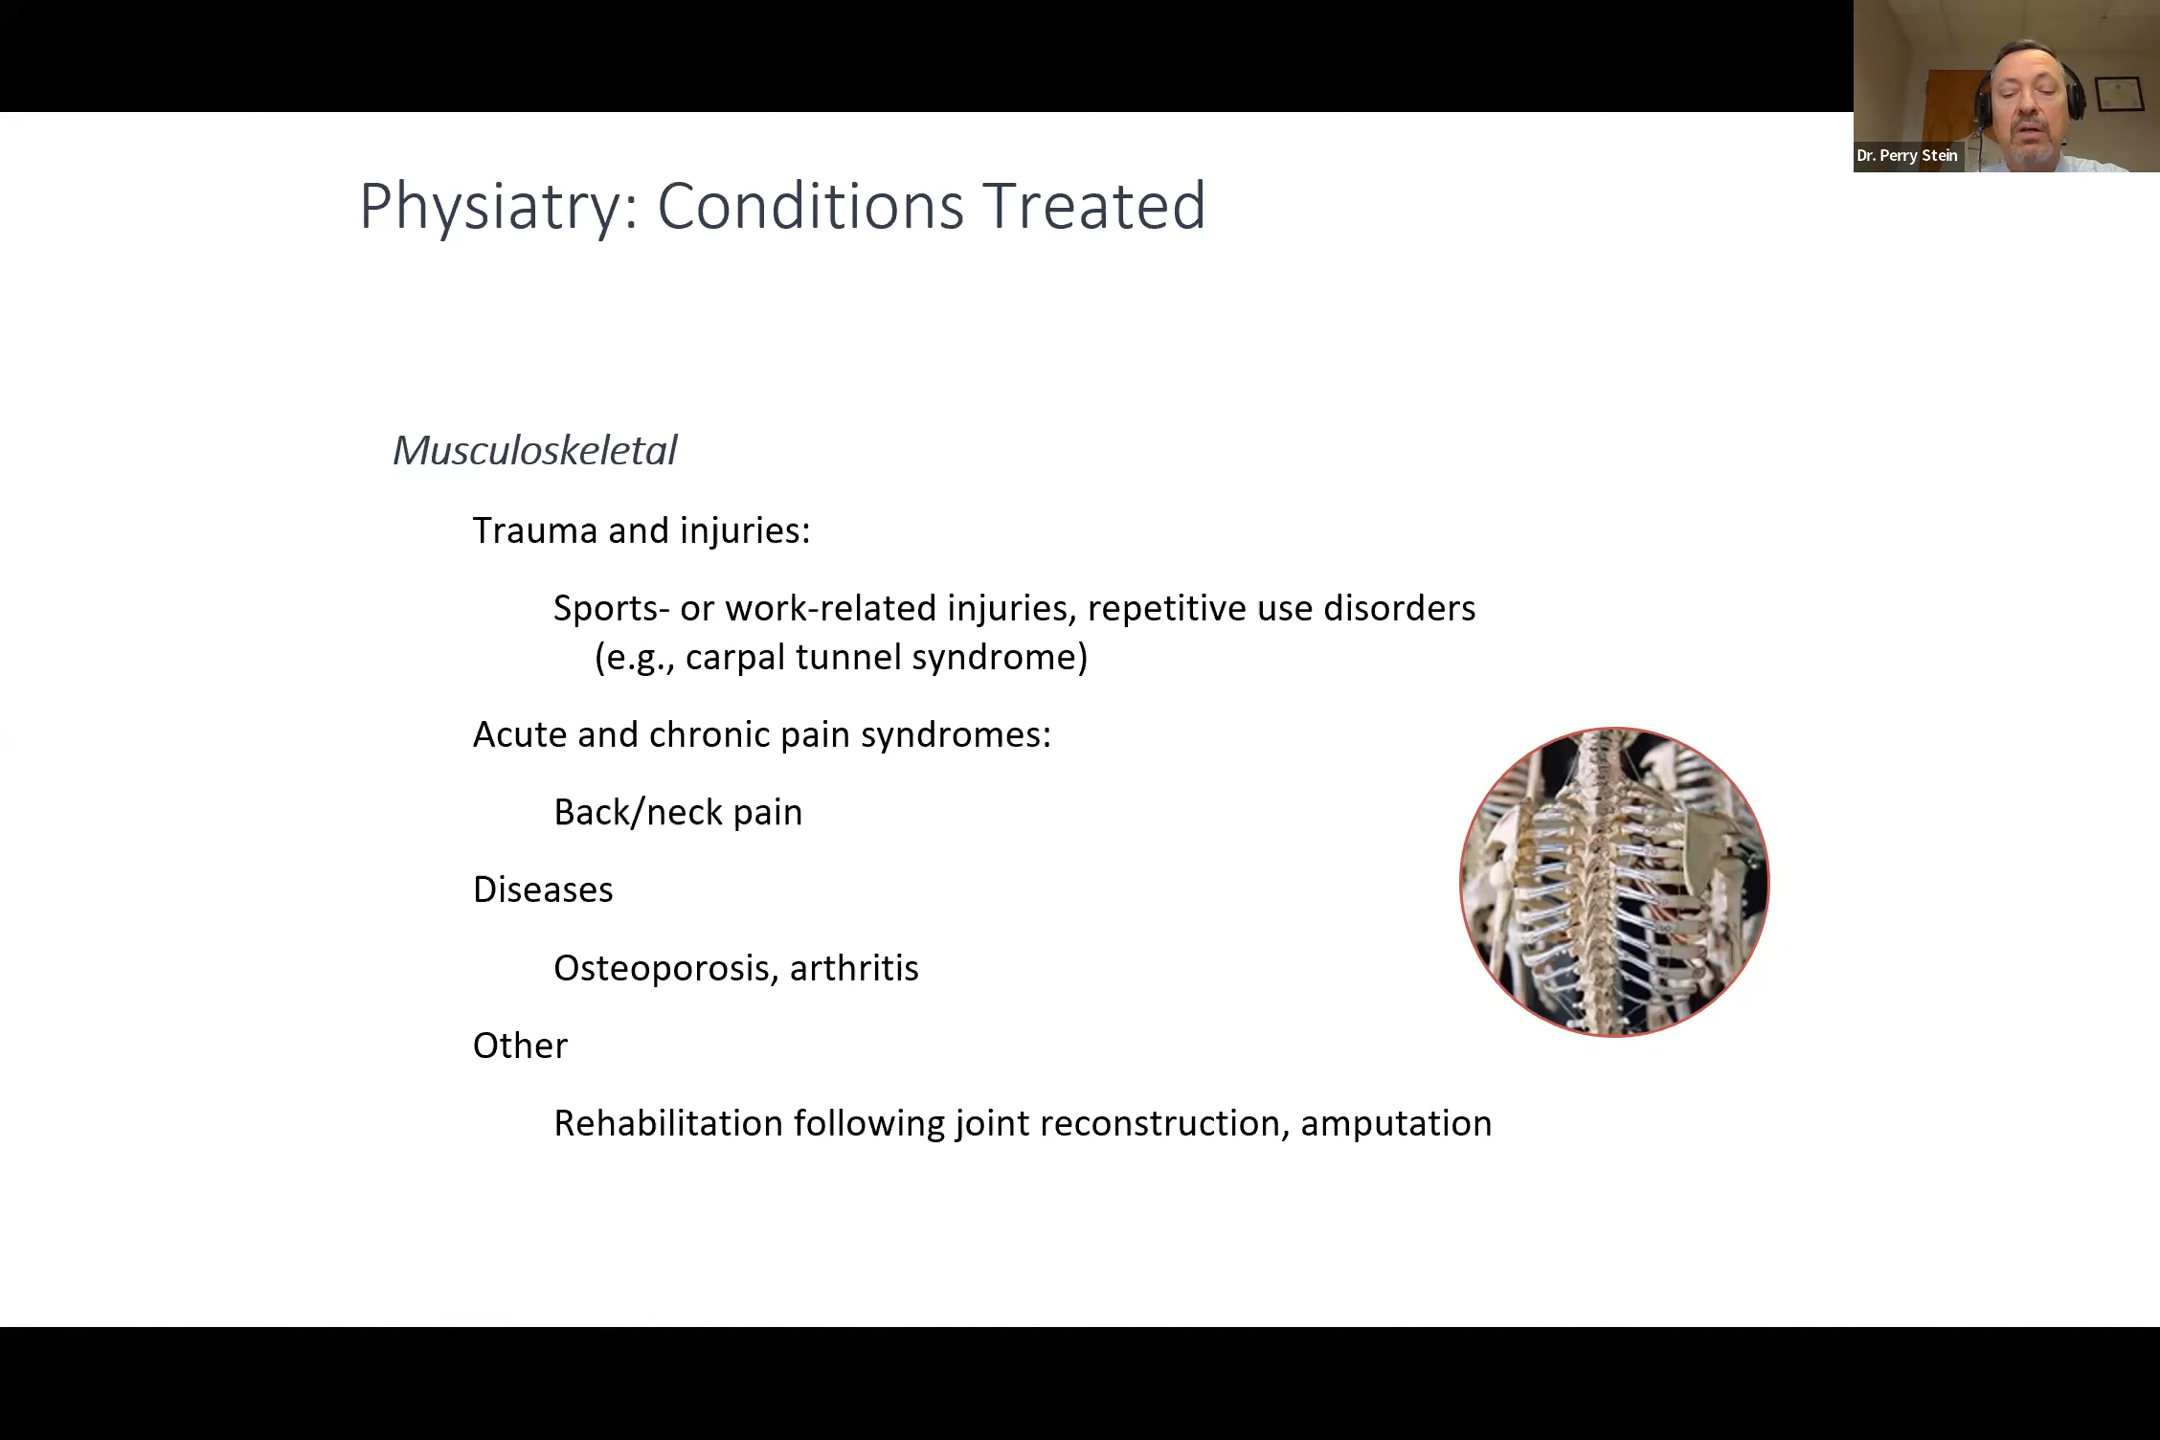 Dr. Perry Stein
Physiatry: Conditions Treated
Musculoskeletal
Trauma and injuries:
Sports- or work-related injuries, repetitive use disorders
(e.g., carpal tunnel syndrome)
Acute and chronic pain syndromes:
Back/neck pain
Diseases
Osteoporosis, arthritis
Other
Rehabilitation following joint reconstruction, amputation